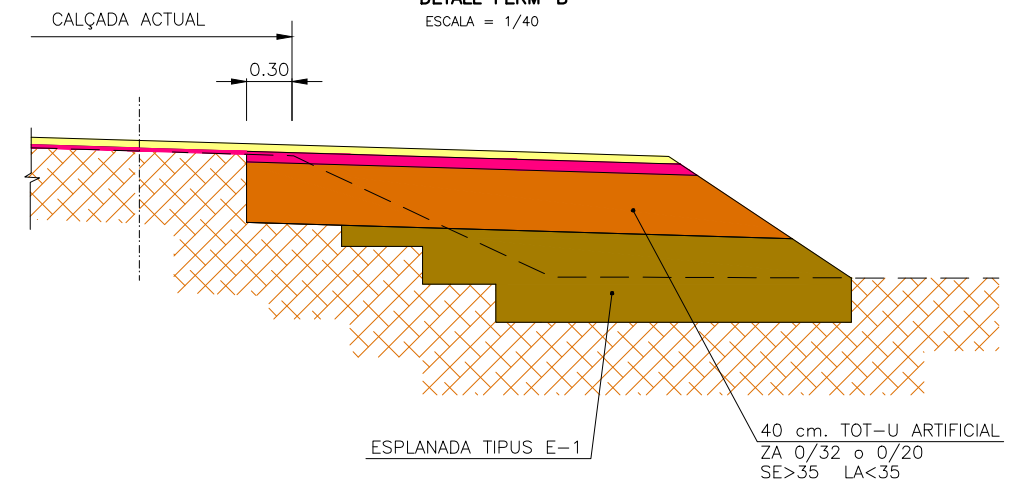 ESCALA = 1/40
CALÇADA ACTUAL
0.30
ESPLANADA TIPUS E-1
40 cm. TOT-U ARTIFICIAL
ZA 0/32 o 0/20
SE>35 LA<35